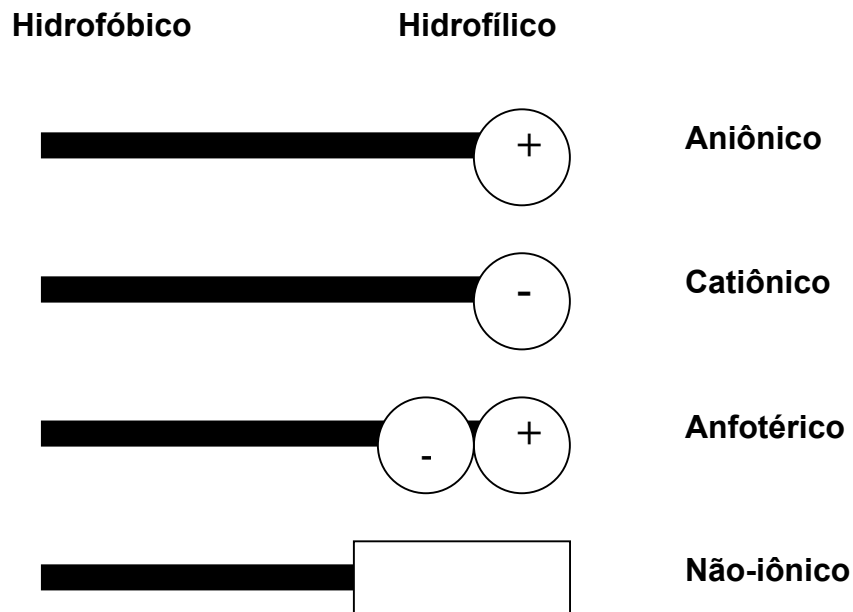 Hidrofóbico Hidrofílico
+ Aniônico
- Catiônico
- + Anfotérico
Não-iônico